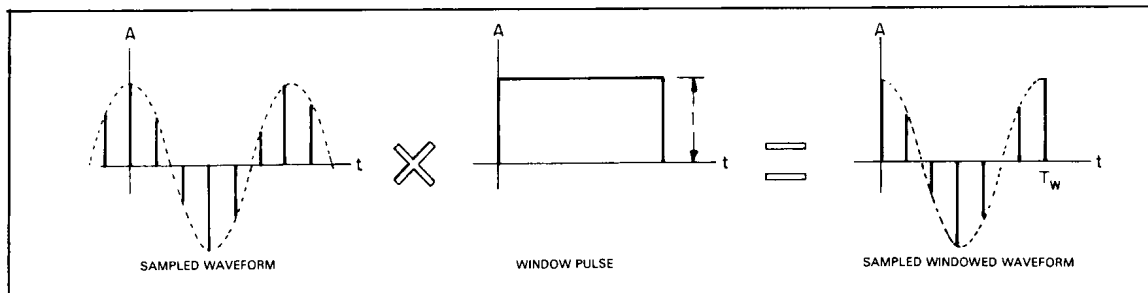 A
t
SAMPLED WAVEFORM
A
t
WINDOW PULSE
A
t
T_W
SAMPLED WINDOWED WAVEFORM